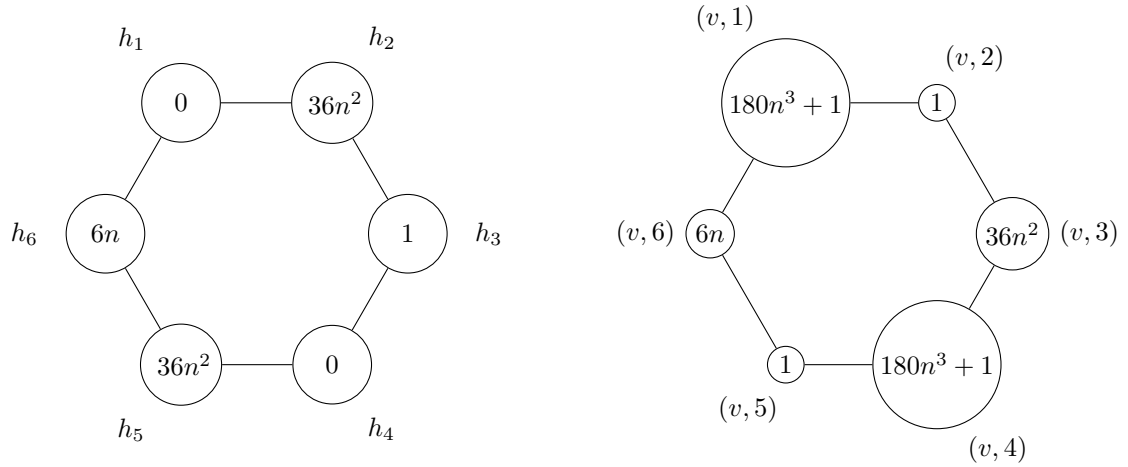 h₁
h₂
0
36n²
h₆
6n
1
h₃
36n²
0
h₅
h₄
(v, 1)
(v, 2)
180n³ + 1
1
(v, 6)
6n
36n²
(v, 3)
1
180n³ + 1
(v, 5)
(v, 4)